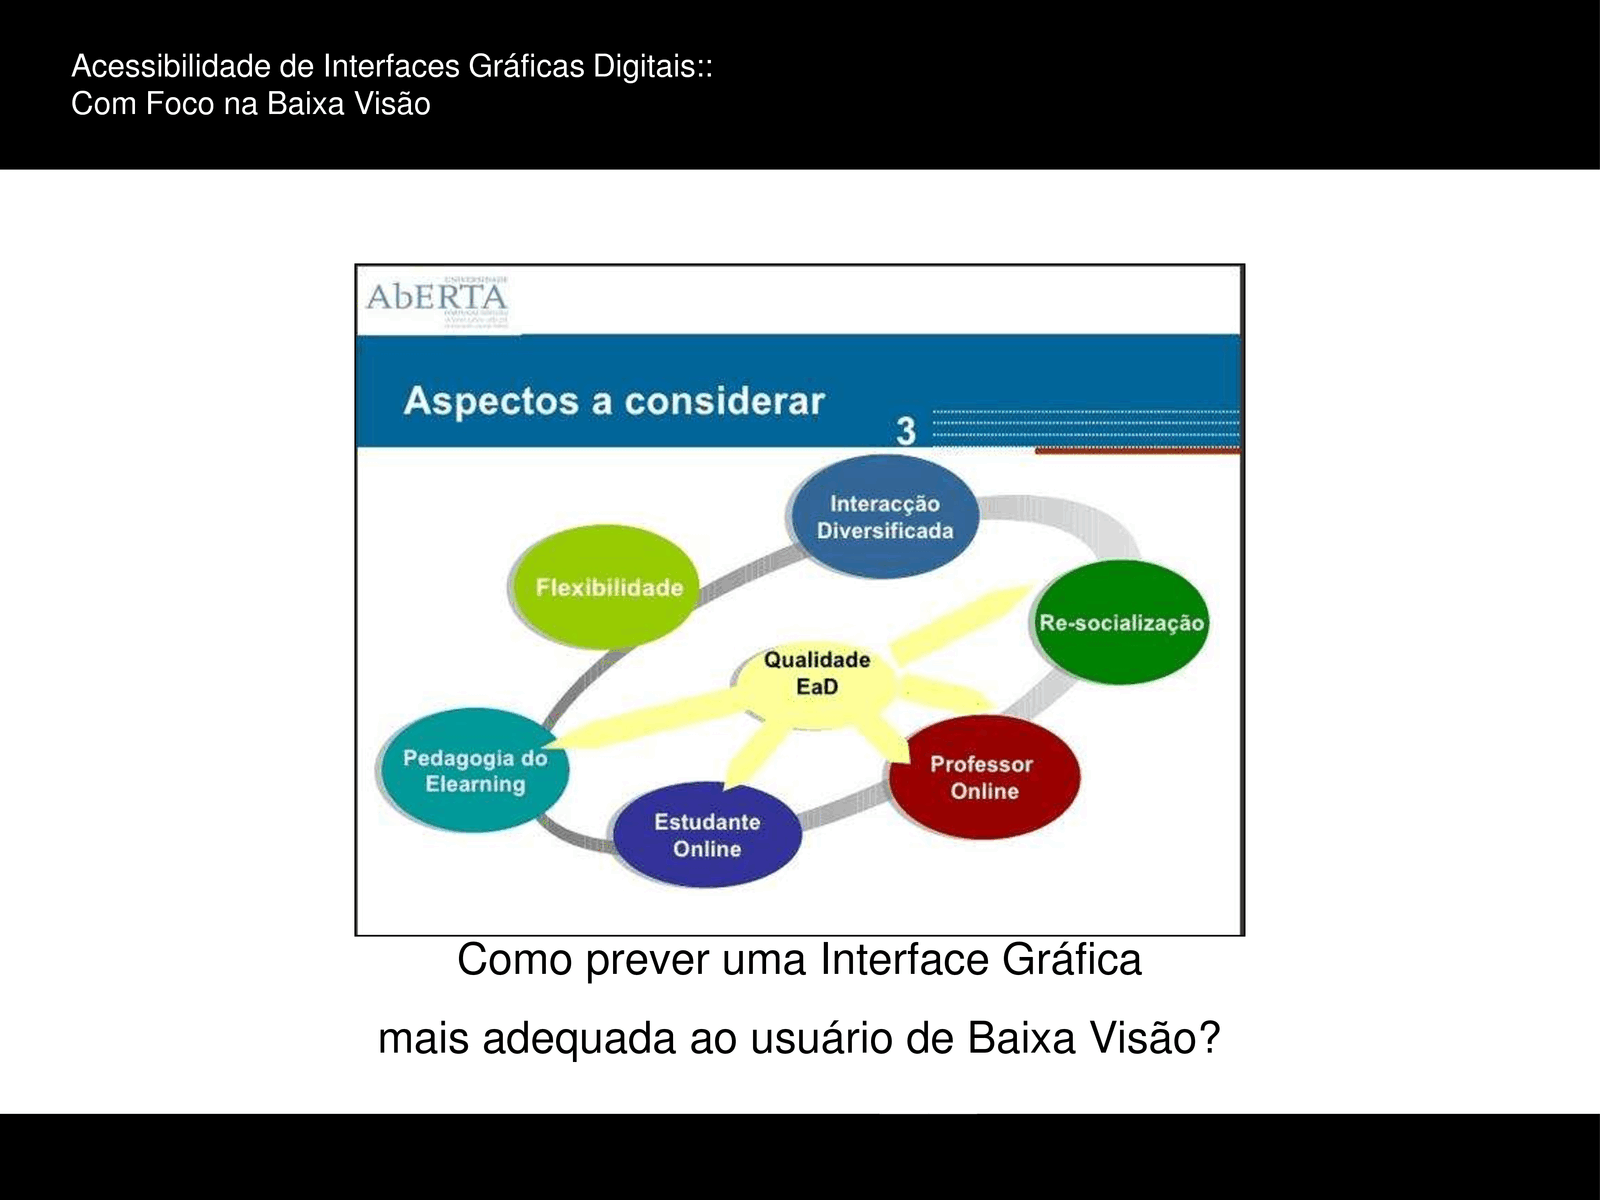 Acessibilidade de Interfaces Gráficas Digitais::
Com Foco na Baixa Visão
UNIVERSIDADE
AbERTA
Aspectos a considerar
3
Interacção
Diversificada
Flexibilidade
Re-socialização
Qualidade
EaD
Pedagogia do
Elearning
Professor
Online
Estudante
Online
Como prever uma Interface Gráfica
mais adequada ao usuário de Baixa Visão?